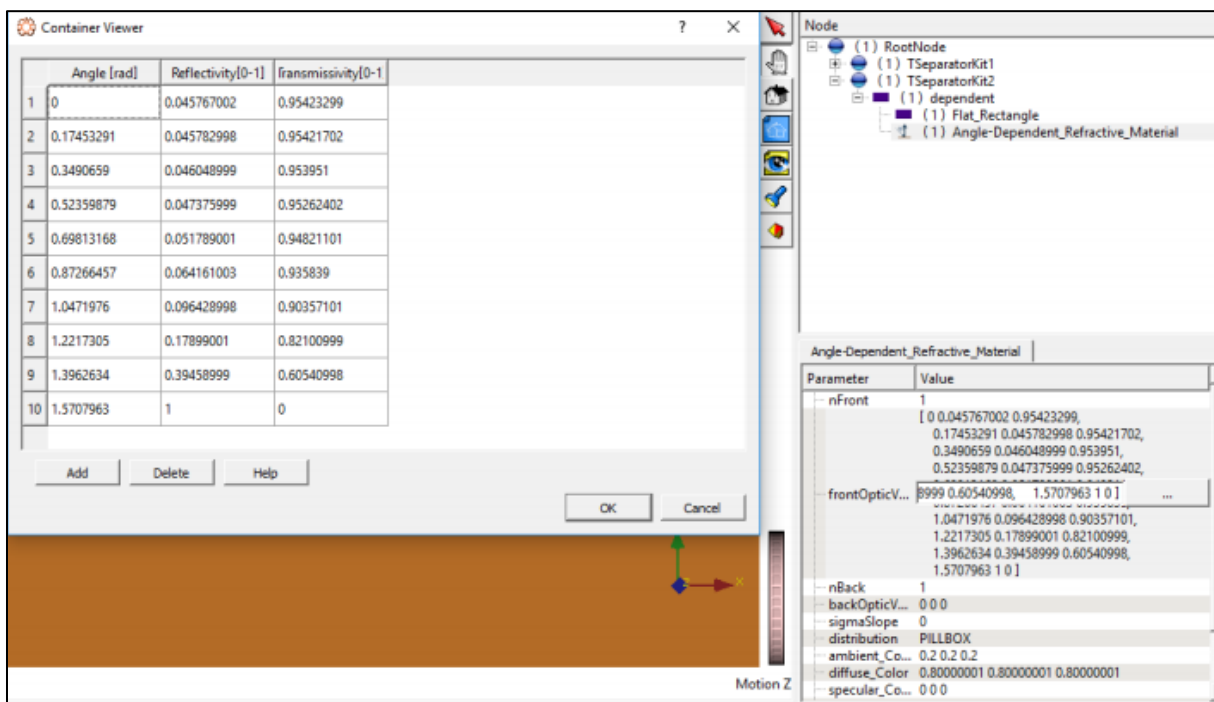 Container Viewer
? ×
Angle [rad] Reflectivity[0-1] Transmissivity[0-1
1 0 0.045767002 0.95423299
2 0.17453291 0.045782998 0.95421702
3 0.3490659 0.046048999 0.953951
4 0.52359879 0.047375999 0.95262402
5 0.69813168 0.051789001 0.94821101
6 0.87266457 0.064161003 0.935839
7 1.0471976 0.096428998 0.90357101
8 1.2217305 0.17899001 0.82100999
9 1.3962634 0.39458999 0.60540998
10 1.5707963 1 0
Add Delete Help
OK Cancel
X
Motion Z
Node
(1) RootNode
(1) TSeparatorKit1
(1) TSeparatorKit2
(1) dependent
(1) Flat_Rectangle
(1) Angle-Dependent_Refractive_Material
Angle-Dependent_Refractive_Material
Parameter Value
nFront 1
[ 0 0.045767002 0.95423299,
0.17453291 0.045782998 0.95421702,
0.3490659 0.046048999 0.953951,
0.52359879 0.047375999 0.95262402,
frontOpticV... 8999 0.60540998, 1.5707963 1 0 ] ...
1.0471976 0.096428998 0.90357101,
1.2217305 0.17899001 0.82100999,
1.3962634 0.39458999 0.60540998,
1.5707963 1 0 ]
nBack 1
backOpticV... 0 0 0
sigmaSlope 0
distribution PILLBOX
ambient_Co... 0.2 0.2 0.2
diffuse_Color 0.80000001 0.80000001 0.80000001
specular_Co... 0 0 0